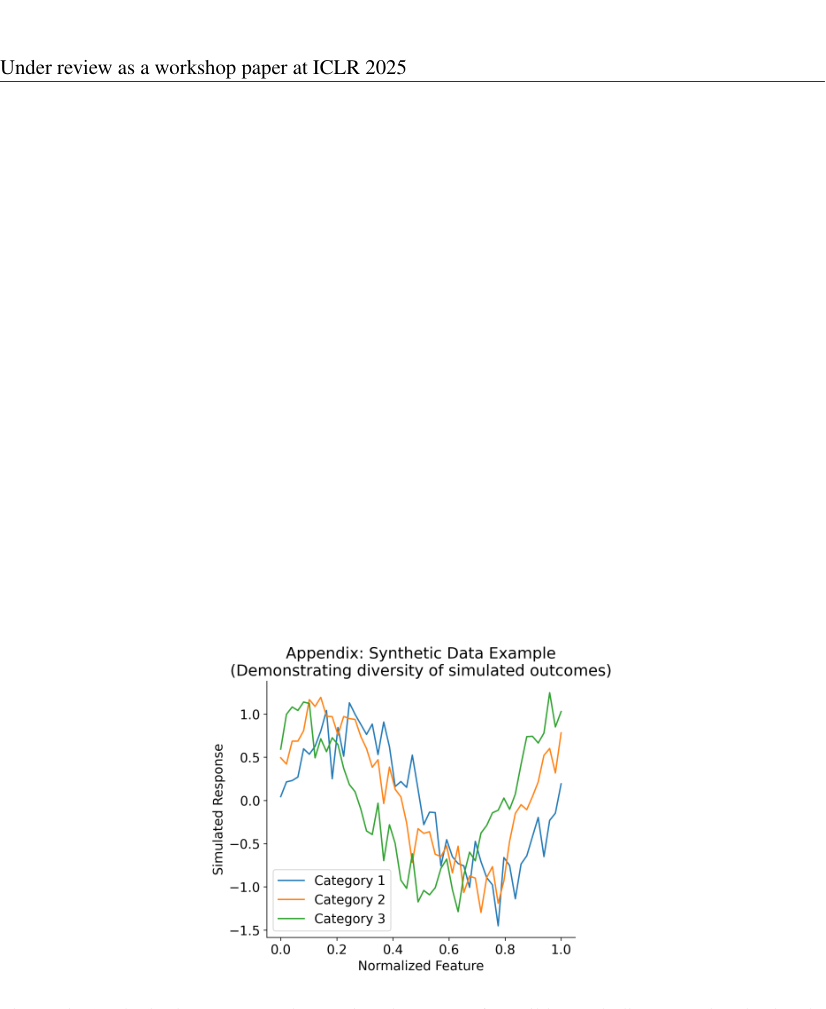 Under review as a workshop paper at ICLR 2025
Appendix: Synthetic Data Example
(Demonstrating diversity of simulated outcomes)
Simulated Response
1.0
0.5
0.0
−0.5
−1.0
−1.5
Category 1
Category 2
Category 3
0.0 0.2 0.4 0.6 0.8 1.0
Normalized Feature